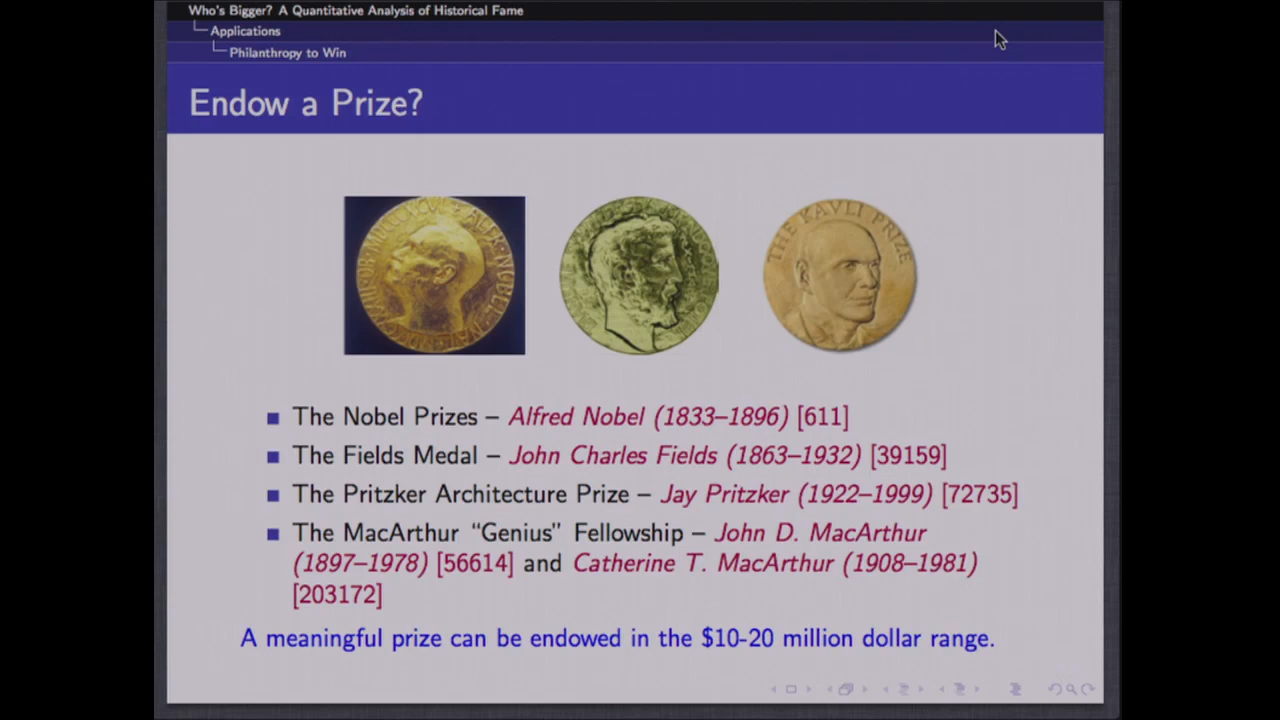 Who's Bigger? A Quantitative Analysis of Historical Fame
Applications
Philanthropy to Win
Endow a Prize?
THE KAVLI PRIZE
The Nobel Prizes – Alfred Nobel (1833–1896) [611]
The Fields Medal – John Charles Fields (1863–1932) [39159]
The Pritzker Architecture Prize – Jay Pritzker (1922–1999) [72735]
The MacArthur “Genius” Fellowship – John D. MacArthur
(1897–1978) [56614] and Catherine T. MacArthur (1908–1981)
[203172]
A meaningful prize can be endowed in the $10-20 million dollar range.